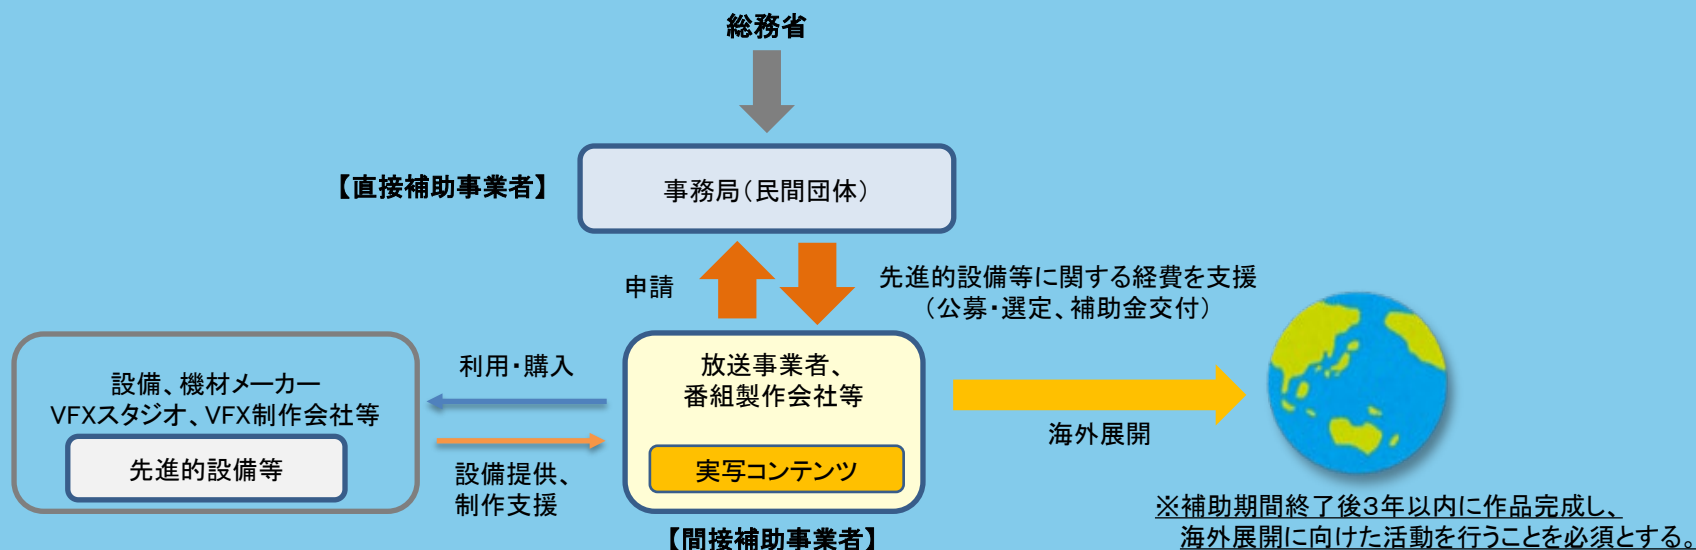 総務省
【直接補助事業者】
事務局（民間団体）
申請
先進的設備等に関する経費を支援
（公募・選定、補助金交付）
設備、機材メーカー
VFXスタジオ、VFX制作会社等
先進的設備等
利用・購入
設備提供、
制作支援
放送事業者、
番組製作会社等
実写コンテンツ
【間接補助事業者】
海外展開
※補助期間終了後3年以内に作品完成し、
海外展開に向けた活動を行うことを必須とする。